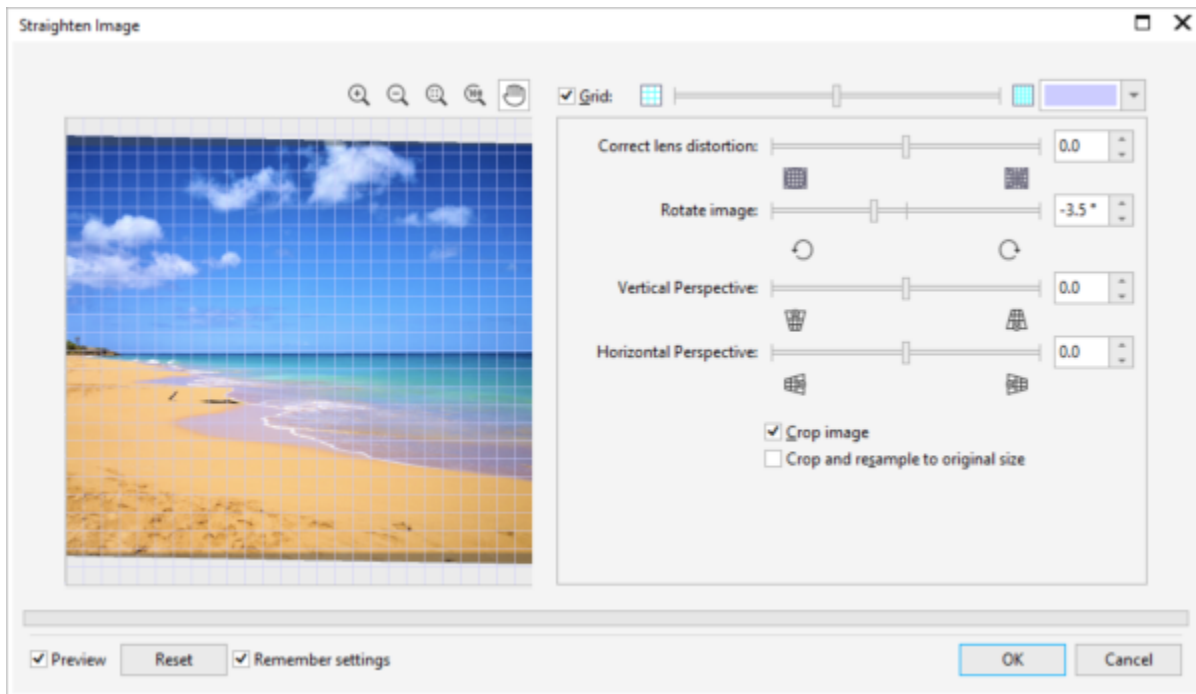 Straighten Image
Grid:
Correct lens distortion: 0.0
Rotate image: -3.5 °
Vertical Perspective: 0.0
Horizontal Perspective: 0.0
Crop image
Crop and resample to original size
Preview Reset Remember settings OK Cancel